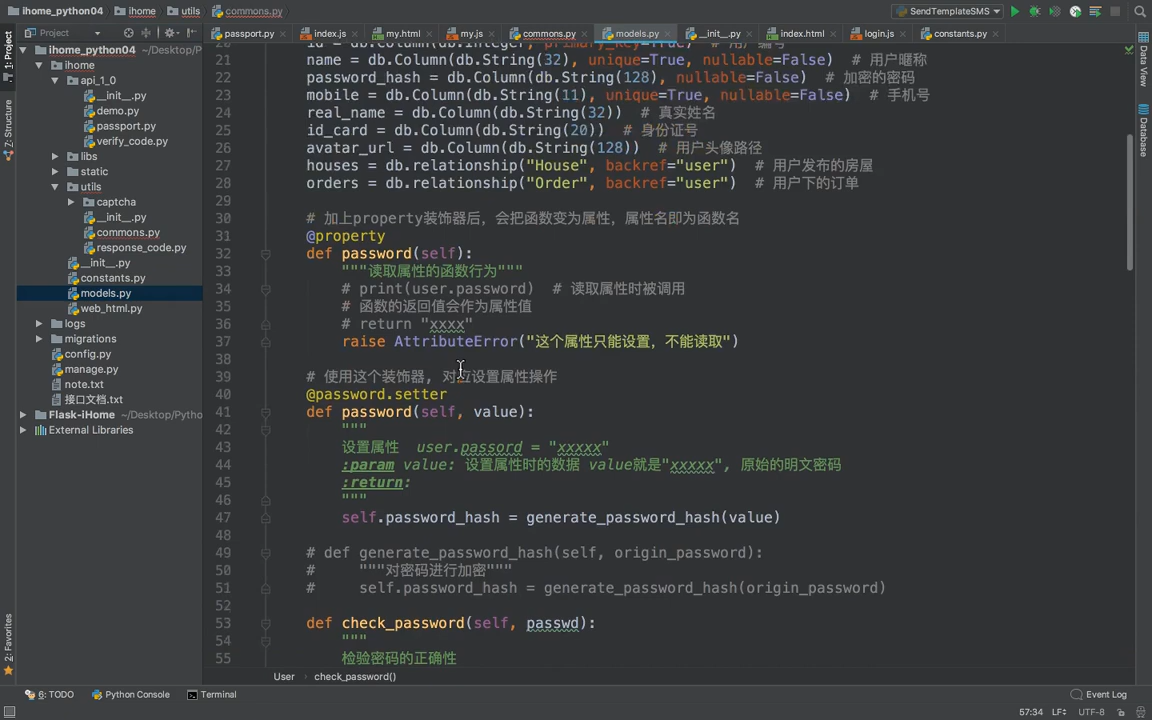 ihome_python04 ihome utils commons.py SendTemplateSMS
Project passport.py index.js my.html my.js commons.py models.py __init__.py index.html login.js constants.py
1: Project
7: Structure
2: Favorites
Data View
Database
ihome_python04 ~/Desktop/P
ihome
api_1_0
__init__.py
demo.py
passport.py
verify_code.py
libs
static
utils
captcha
__init__.py
commons.py
response_code.py
__init__.py
constants.py
models.py
web_html.py
logs
migrations
config.py
manage.py
note.txt
接口文档.txt
Flask-iHome ~/Desktop/Pytho
External Libraries
id = db.Column(db.Integer, primary_key=True) # 用户编号
21 name = db.Column(db.String(32), unique=True, nullable=False) # 用户暱称
22 password_hash = db.Column(db.String(128), nullable=False) # 加密的密码
23 mobile = db.Column(db.String(11), unique=True, nullable=False) # 手机号
24 real_name = db.Column(db.String(32)) # 真实姓名
25 id_card = db.Column(db.String(20)) # 身份证号
26 avatar_url = db.Column(db.String(128)) # 用户头像路径
27 houses = db.relationship("House", backref="user") # 用户发布的房屋
28 orders = db.relationship("Order", backref="user") # 用户下的订单
29
30 # 加上property装饰器后，会把函数变为属性，属性名即为函数名
31 @property
32 def password(self):
33 """读取属性的函数行为"""
34 # print(user.password) # 读取属性时被调用
35 # 函数的返回值会作为属性值
36 # return "xxxx"
37 raise AttributeError("这个属性只能设置，不能读取")
38
39 # 使用这个装饰器, 对应设置属性操作
40 @password.setter
41 def password(self, value):
42 """
43 设置属性 user.passord = "xxxxx"
44 :param value: 设置属性时的数据 value就是"xxxxx", 原始的明文密码
45 :return:
46 """
47 self.password_hash = generate_password_hash(value)
48
49 # def generate_password_hash(self, origin_password):
50 # """对密码进行加密"""
51 # self.password_hash = generate_password_hash(origin_password)
52
53 def check_password(self, passwd):
54 """
55 检验密码的正确性
User check_password()
6: TODO Python Console Terminal Event Log
57:34 LF UTF-8